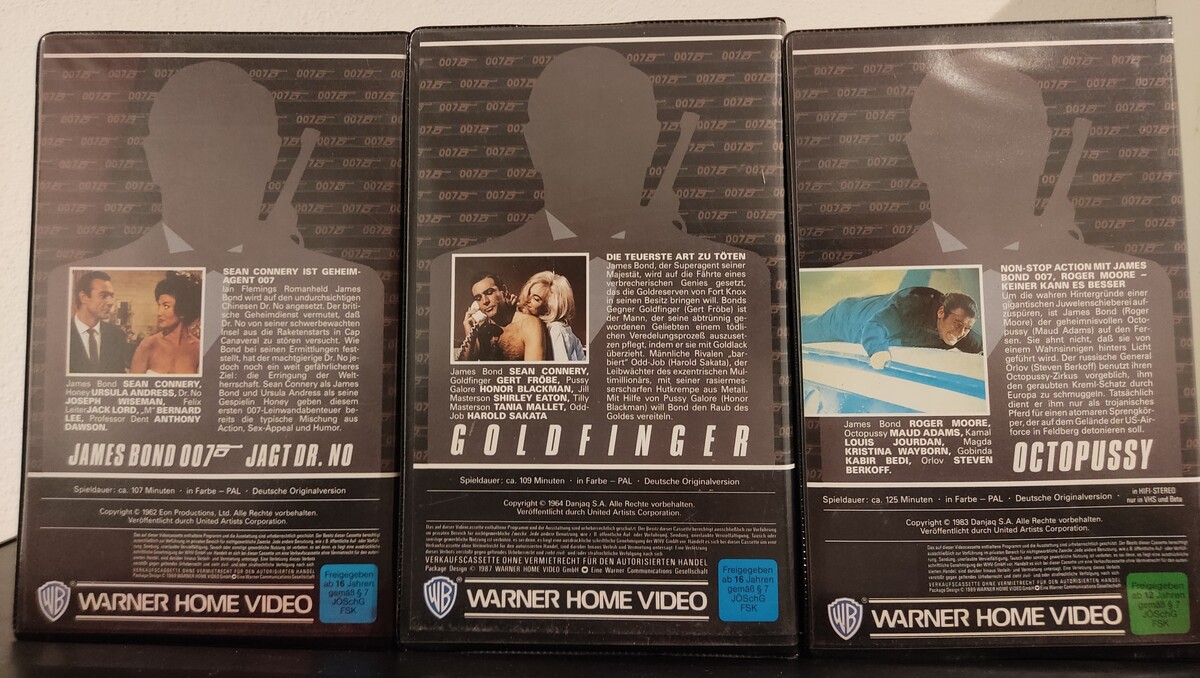 SEAN CONNERY IST GEHEIM-
AGENT 007
Ian Flemings Romanheld James
Bond wird auf den undurchsichtigen
Chinesen Dr. No angesetzt. Der briti-
sche Geheimdienst vermutet, daß
Dr. No von seiner schwerbewachten
Insel aus die Raketenstarts in Cap
Canaveral zu stören versucht. Wie
Bond bei seinen Ermittlungen fest-
stellt, hat der machtgierige Dr. No je-
doch noch ein weit gefährlicheres
Ziel: die Erringung der Welt-
herrschaft. Sean Connery als James
Bond und Ursula Andress als seine
Gespielin Honey geben diesem
ersten 007-Leinwandabenteuer be-
reits die typische Mischung aus
Action, Sex-Appeal und Humor.
James Bond SEAN CONNERY,
Honey URSULA ANDRESS, Dr. No
JOSEPH WISEMAN, Felix
Leiter JACK LORD, „M" BERNARD
LEE, Professor Dent ANTHONY
DAWSON.
JAMES BOND 007 JAGT DR. NO
Spieldauer: ca. 107 Minuten · in Farbe – PAL · Deutsche Originalversion
Copyright © 1962 Eon Productions, Ltd. Alle Rechte vorbehalten.
Veröffentlicht durch United Artists Corporation.
VERKAUFSCASSETTE OHNE VERMIETRECHT FÜR DEN AUTORISIERTEN HANDEL
WB
WARNER HOME VIDEO
Freigegeben
ab 16 Jahren
gemäß § 7
JÖSchG
FSK
DIE TEUERSTE ART ZU TÖTEN
James Bond, der Superagent seiner
Majestät, wird auf die Fährte eines
verbrecherischen Genies gesetzt,
das die Goldreserven von Fort Knox
in seinen Besitz bringen will. Bonds
Gegner Goldfinger (Gert Fröbe) ist
der Mann, der seine abtrünnig ge-
wordenen Geliebten einem tödli-
chen Veredelungsprozeß auszuset-
zen pflegt, indem er sie mit Goldlack
überzieht. Männliche Rivalen „bar-
biert" Odd-Job (Harold Sakata), der
Leibwächter des exzentrischen Mul-
timillionärs, mit seiner rasiermes-
serscharfen Hutkrempe aus Metall.
Mit Hilfe von Pussy Galore (Honor
Blackman) will Bond den Raub des
Goldes vereiteln.
James Bond SEAN CONNERY,
Goldfinger GERT FRÖBE, Pussy
Galore HONOR BLACKMAN, Jill
Masterson SHIRLEY EATON, Tilly
Masterson TANIA MALLET, Odd-
Job HAROLD SAKATA
GOLDFINGER
Spieldauer: ca. 109 Minuten · in Farbe – PAL · Deutsche Originalversion
Copyright © 1964 Danjaq S.A. Alle Rechte vorbehalten.
Veröffentlicht durch United Artists Corporation.
VERKAUFSCASSETTE OHNE VERMIETRECHT FÜR DEN AUTORISIERTEN HANDEL
Package Design © 1987 WARNER HOME VIDEO GmbH Eine Warner Communications Gesellschaft
WB
WARNER HOME VIDEO
Freigegeben
ab 16 Jahren
gemäß § 7
JÖSchG
FSK
NON-STOP ACTION MIT JAMES
BOND 007, ROGER MOORE –
KEINER KANN ES BESSER
Um die wahren Hintergründe einer
gigantischen Juwelenschieberei auf-
zuspüren, ist James Bond (Roger
Moore) der geheimnisvollen Octo-
pussy (Maud Adams) auf den Fer-
sen. Sie ahnt nicht, daß sie von
einem Wahnsinnigen hinters Licht
geführt wird. Der russische General
Orlov (Steven Berkoff) benutzt ihren
Octopussy-Zirkus vorgeblich, ihm
den geraubten Kreml-Schatz durch
Europa zu schmuggeln. Tatsächlich
dient er ihm nur als trojanisches
Pferd für einen atomaren Sprengkör-
per, der auf dem Gelände der US-Air-
force in Feldberg detonieren soll.
James Bond ROGER MOORE,
Octopussy MAUD ADAMS, Kamal
LOUIS JOURDAN, Magda
KRISTINA WAYBORN, Gobinda
KABIR BEDI, Orlov STEVEN
BERKOFF.
OCTOPUSSY
Spieldauer: ca. 125 Minuten · in Farbe – PAL · Deutsche Originalversion · in HIFI-STEREO
nur in VHS und Beta
Copyright © 1983 Danjaq S.A. Alle Rechte vorbehalten.
Veröffentlicht durch United Artists Corporation.
VERKAUFSCASSETTE OHNE VERMIETRECHT FÜR DEN AUTORISIERTEN HANDEL
WB
WARNER HOME VIDEO
Freigegeben
ab 12 Jahren
gemäß § 7
JÖSchG
FSK